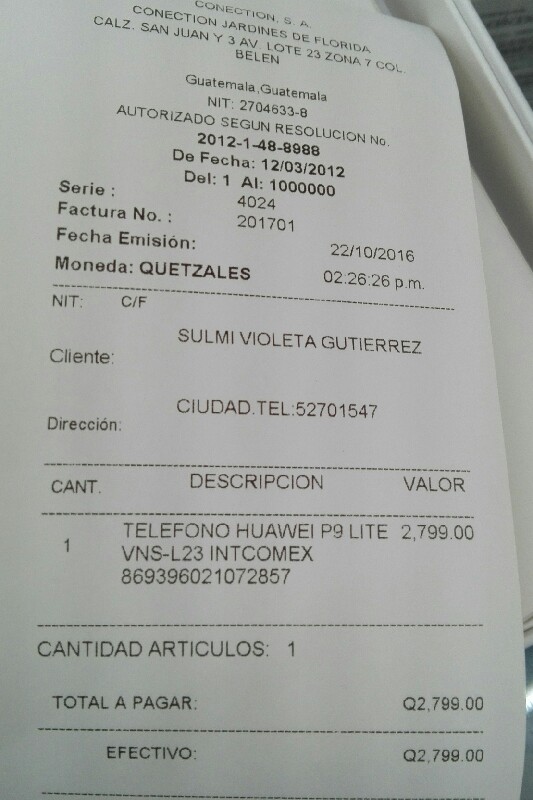 CONECTION, S. A.
CONECTION JARDINES DE FLORIDA
CALZ. SAN JUAN Y 3 AV. LOTE 23 ZONA 7 COL.
BELEN
Guatemala,Guatemala
NIT: 2704633-8
AUTORIZADO SEGUN RESOLUCION No.
2012-1-48-8988
De Fecha: 12/03/2012
Del: 1 Al: 1000000
Serie : 4024
Factura No. : 201701
Fecha Emisión: 22/10/2016
Moneda: QUETZALES 02:26:26 p.m.
NIT: C/F
SULMI VIOLETA GUTIERREZ
Cliente:
CIUDAD.TEL:52701547
Dirección:
CANT. DESCRIPCION VALOR
1 TELEFONO HUAWEI P9 LITE 2,799.00
VNS-L23 INTCOMEX
869396021072857
CANTIDAD ARTICULOS: 1
TOTAL A PAGAR: Q2,799.00
EFECTIVO: Q2,799.00